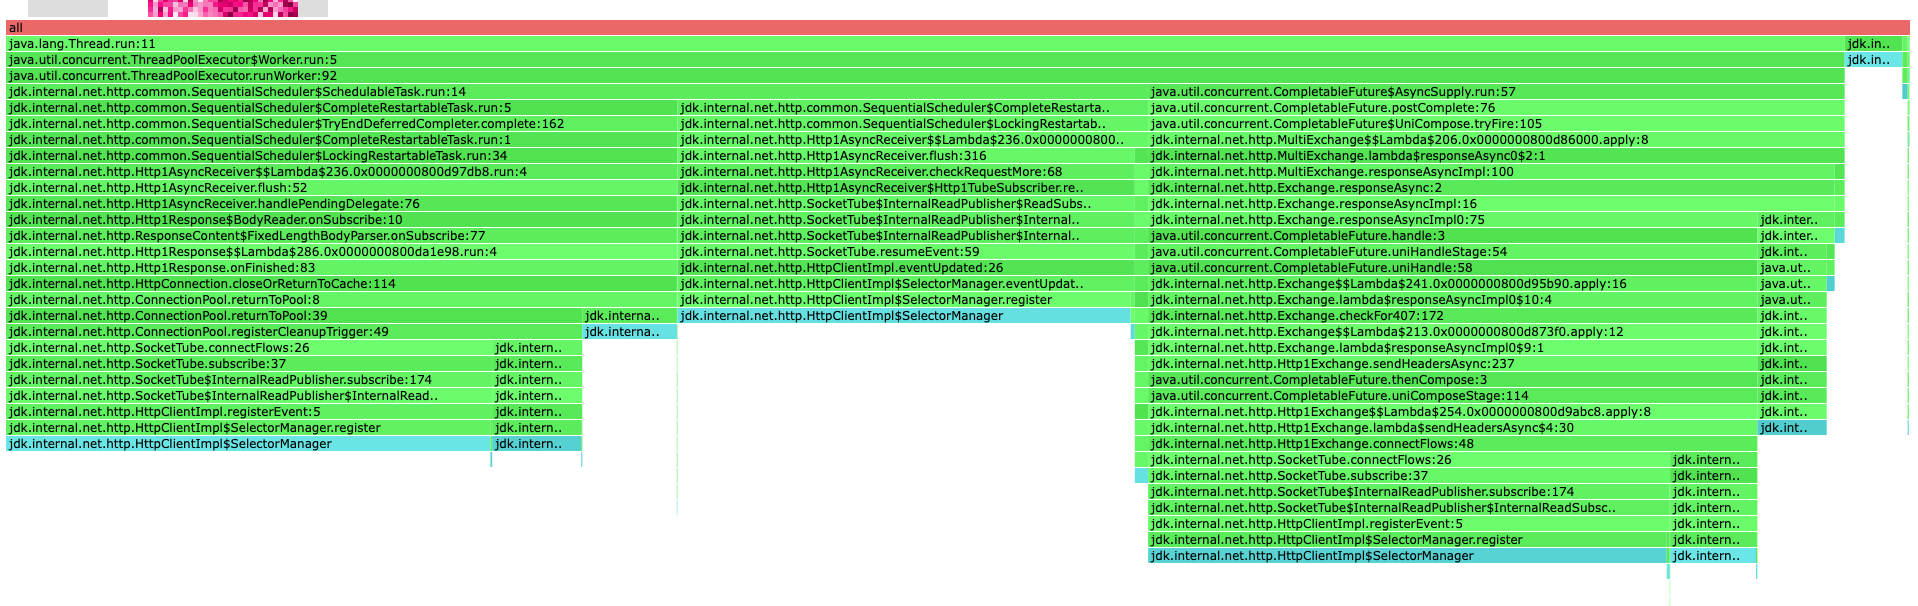 all
java.lang.Thread.run:11 jdk.in..
java.util.concurrent.ThreadPoolExecutor$Worker.run:5 jdk.in..
java.util.concurrent.ThreadPoolExecutor.runWorker:92
jdk.internal.net.http.common.SequentialScheduler$SchedulableTask.run:14 java.util.concurrent.CompletableFuture$AsyncSupply.run:57
jdk.internal.net.http.common.SequentialScheduler$CompleteRestartableTask.run:5 jdk.internal.net.http.common.SequentialScheduler$CompleteRestarta.. java.util.concurrent.CompletableFuture.postComplete:76
jdk.internal.net.http.common.SequentialScheduler$TryEndDeferredCompleter.complete:162 jdk.internal.net.http.common.SequentialScheduler$LockingRestartab.. java.util.concurrent.CompletableFuture$UniCompose.tryFire:105
jdk.internal.net.http.common.SequentialScheduler$CompleteRestartableTask.run:1 jdk.internal.net.http.Http1AsyncReceiver$$Lambda$236.0x0000000800.. jdk.internal.net.http.MultiExchange$$Lambda$206.0x0000000800d86000.apply:8
jdk.internal.net.http.common.SequentialScheduler$LockingRestartableTask.run:34 jdk.internal.net.http.Http1AsyncReceiver.flush:316 jdk.internal.net.http.MultiExchange.lambda$responseAsync0$2:1
jdk.internal.net.http.Http1AsyncReceiver$$Lambda$236.0x0000000800d97db8.run:4 jdk.internal.net.http.Http1AsyncReceiver.checkRequestMore:68 jdk.internal.net.http.MultiExchange.responseAsyncImpl:100
jdk.internal.net.http.Http1AsyncReceiver.flush:52 jdk.internal.net.http.Http1AsyncReceiver$Http1TubeSubscriber.re.. jdk.internal.net.http.Exchange.responseAsync:2
jdk.internal.net.http.Http1AsyncReceiver.handlePendingDelegate:76 jdk.internal.net.http.SocketTube$InternalReadPublisher$ReadSubs.. jdk.internal.net.http.Exchange.responseAsyncImpl:16
jdk.internal.net.http.Http1Response$BodyReader.onSubscribe:10 jdk.internal.net.http.SocketTube$InternalReadPublisher$Internal.. jdk.internal.net.http.Exchange.responseAsyncImpl0:75 jdk.inter..
jdk.internal.net.http.ResponseContent$FixedLengthBodyParser.onSubscribe:77 jdk.internal.net.http.SocketTube$InternalReadPublisher$Internal.. java.util.concurrent.CompletableFuture.handle:3 jdk.inter..
jdk.internal.net.http.Http1Response$$Lambda$286.0x0000000800da1e98.run:4 jdk.internal.net.http.SocketTube.resumeEvent:59 java.util.concurrent.CompletableFuture.uniHandleStage:54 jdk.int..
jdk.internal.net.http.Http1Response.onFinished:83 jdk.internal.net.http.HttpClientImpl.eventUpdated:26 java.util.concurrent.CompletableFuture.uniHandle:58 java.ut..
jdk.internal.net.http.HttpConnection.closeOrReturnToCache:114 jdk.internal.net.http.HttpClientImpl$SelectorManager.eventUpdat.. jdk.internal.net.http.Exchange$$Lambda$241.0x0000000800d95b90.apply:16 java.ut..
jdk.internal.net.http.ConnectionPool.returnToPool:8 jdk.internal.net.http.HttpClientImpl$SelectorManager.register jdk.internal.net.http.Exchange.lambda$responseAsyncImpl0$10:4 java.ut..
jdk.internal.net.http.ConnectionPool.returnToPool:39 jdk.interna.. jdk.internal.net.http.HttpClientImpl$SelectorManager jdk.internal.net.http.Exchange.checkFor407:172 jdk.int..
jdk.internal.net.http.ConnectionPool.registerCleanupTrigger:49 jdk.interna.. jdk.internal.net.http.Exchange$$Lambda$213.0x0000000800d873f0.apply:12 jdk.int..
jdk.internal.net.http.SocketTube.connectFlows:26 jdk.intern.. jdk.internal.net.http.Exchange.lambda$responseAsyncImpl0$9:1 jdk.int..
jdk.internal.net.http.SocketTube.subscribe:37 jdk.intern.. jdk.internal.net.http.Http1Exchange.sendHeadersAsync:237 jdk.int..
jdk.internal.net.http.SocketTube$InternalReadPublisher.subscribe:174 jdk.intern.. java.util.concurrent.CompletableFuture.thenCompose:3 jdk.int..
jdk.internal.net.http.SocketTube$InternalReadPublisher$InternalRead.. jdk.intern.. java.util.concurrent.CompletableFuture.uniComposeStage:114 jdk.int..
jdk.internal.net.http.HttpClientImpl.registerEvent:5 jdk.intern.. jdk.internal.net.http.Http1Exchange$$Lambda$254.0x0000000800d9abc8.apply:8 jdk.int..
jdk.internal.net.http.HttpClientImpl$SelectorManager.register jdk.intern.. jdk.internal.net.http.Http1Exchange.lambda$sendHeadersAsync$4:30 jdk.int..
jdk.internal.net.http.HttpClientImpl$SelectorManager jdk.intern.. jdk.internal.net.http.Http1Exchange.connectFlows:48
jdk.internal.net.http.SocketTube.connectFlows:26 jdk.intern..
jdk.internal.net.http.SocketTube.subscribe:37 jdk.intern..
jdk.internal.net.http.SocketTube$InternalReadPublisher.subscribe:174 jdk.intern..
jdk.internal.net.http.SocketTube$InternalReadPublisher$InternalReadSubsc.. jdk.intern..
jdk.internal.net.http.HttpClientImpl.registerEvent:5 jdk.intern..
jdk.internal.net.http.HttpClientImpl$SelectorManager.register jdk.intern..
jdk.internal.net.http.HttpClientImpl$SelectorManager jdk.intern..